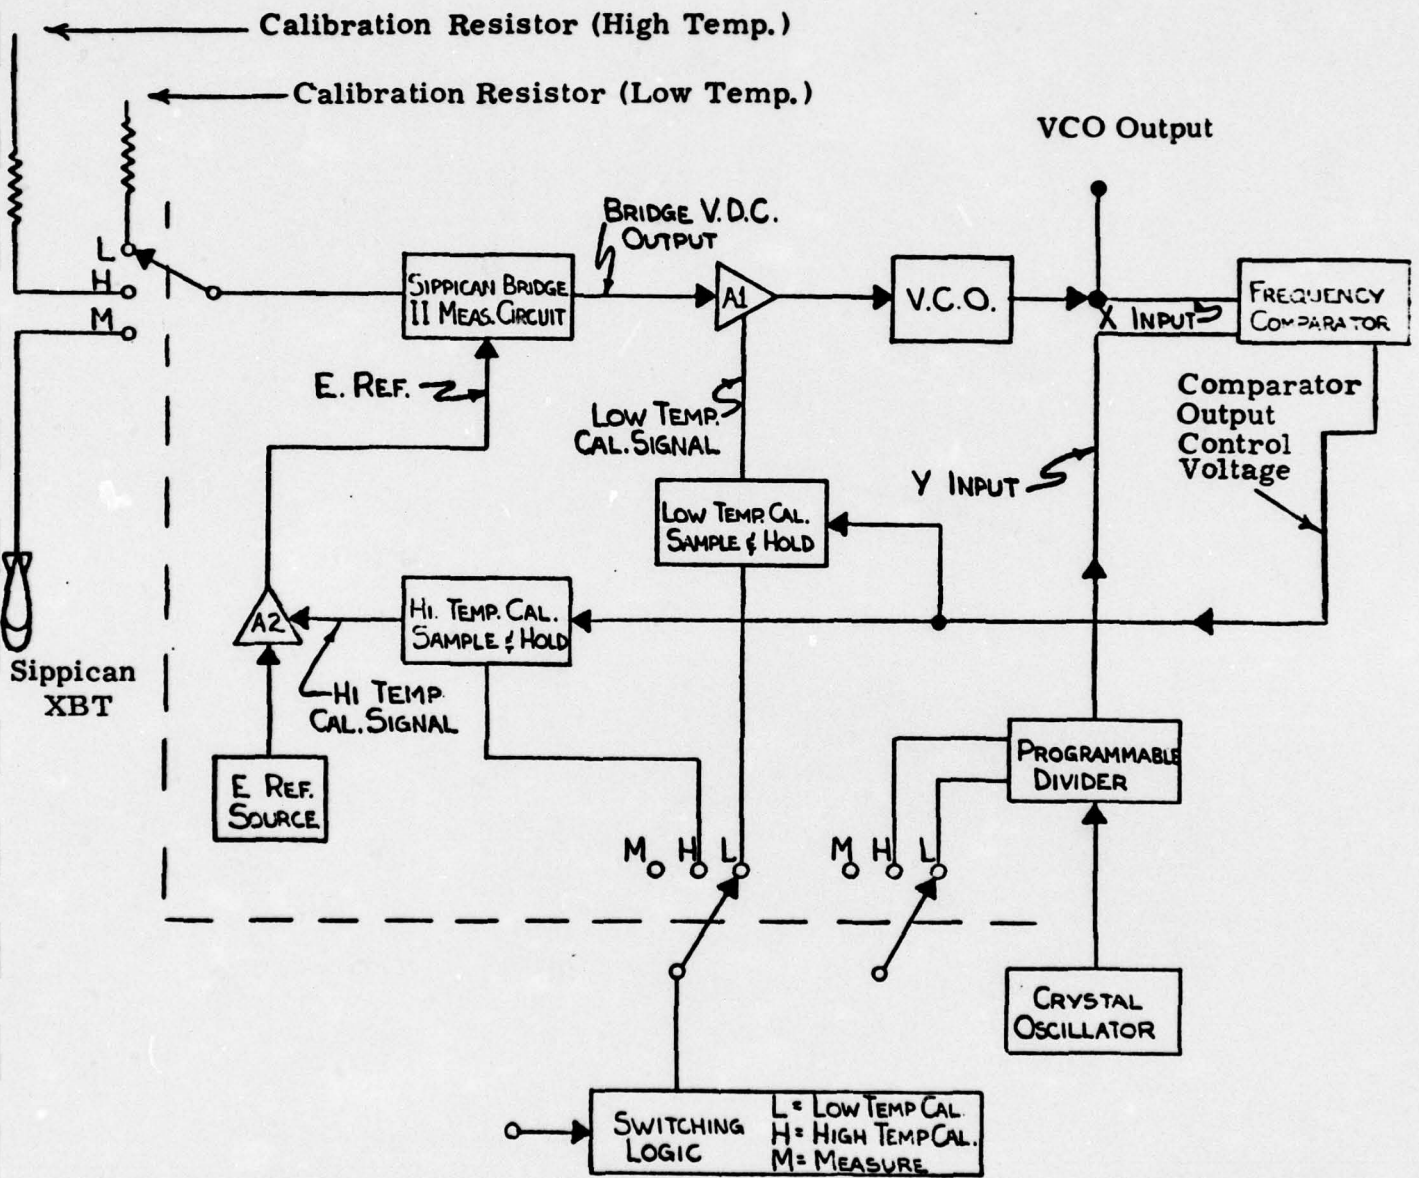 Calibration Resistor (High Temp.)
Calibration Resistor (Low Temp.)
VCO Output
BRIDGE V.D.C.
OUTPUT
L
H
M
SIPPICAN BRIDGE
II MEAS. CIRCUIT
A1
V.C.O.
X INPUT
FREQUENCY
COMPARATOR
E. REF.
LOW TEMP.
CAL. SIGNAL
Comparator
Output
Control
Voltage
Y INPUT
LOW TEMP. CAL.
SAMPLE & HOLD
A2
HI. TEMP. CAL.
SAMPLE & HOLD
Sippican
XBT
HI TEMP
CAL. SIGNAL
E REF.
SOURCE
PROGRAMMABLE
DIVIDER
M H L
M H L
CRYSTAL
OSCILLATOR
SWITCHING
LOGIC
L = LOW TEMP CAL.
H = HIGH TEMP CAL.
M = MEASURE